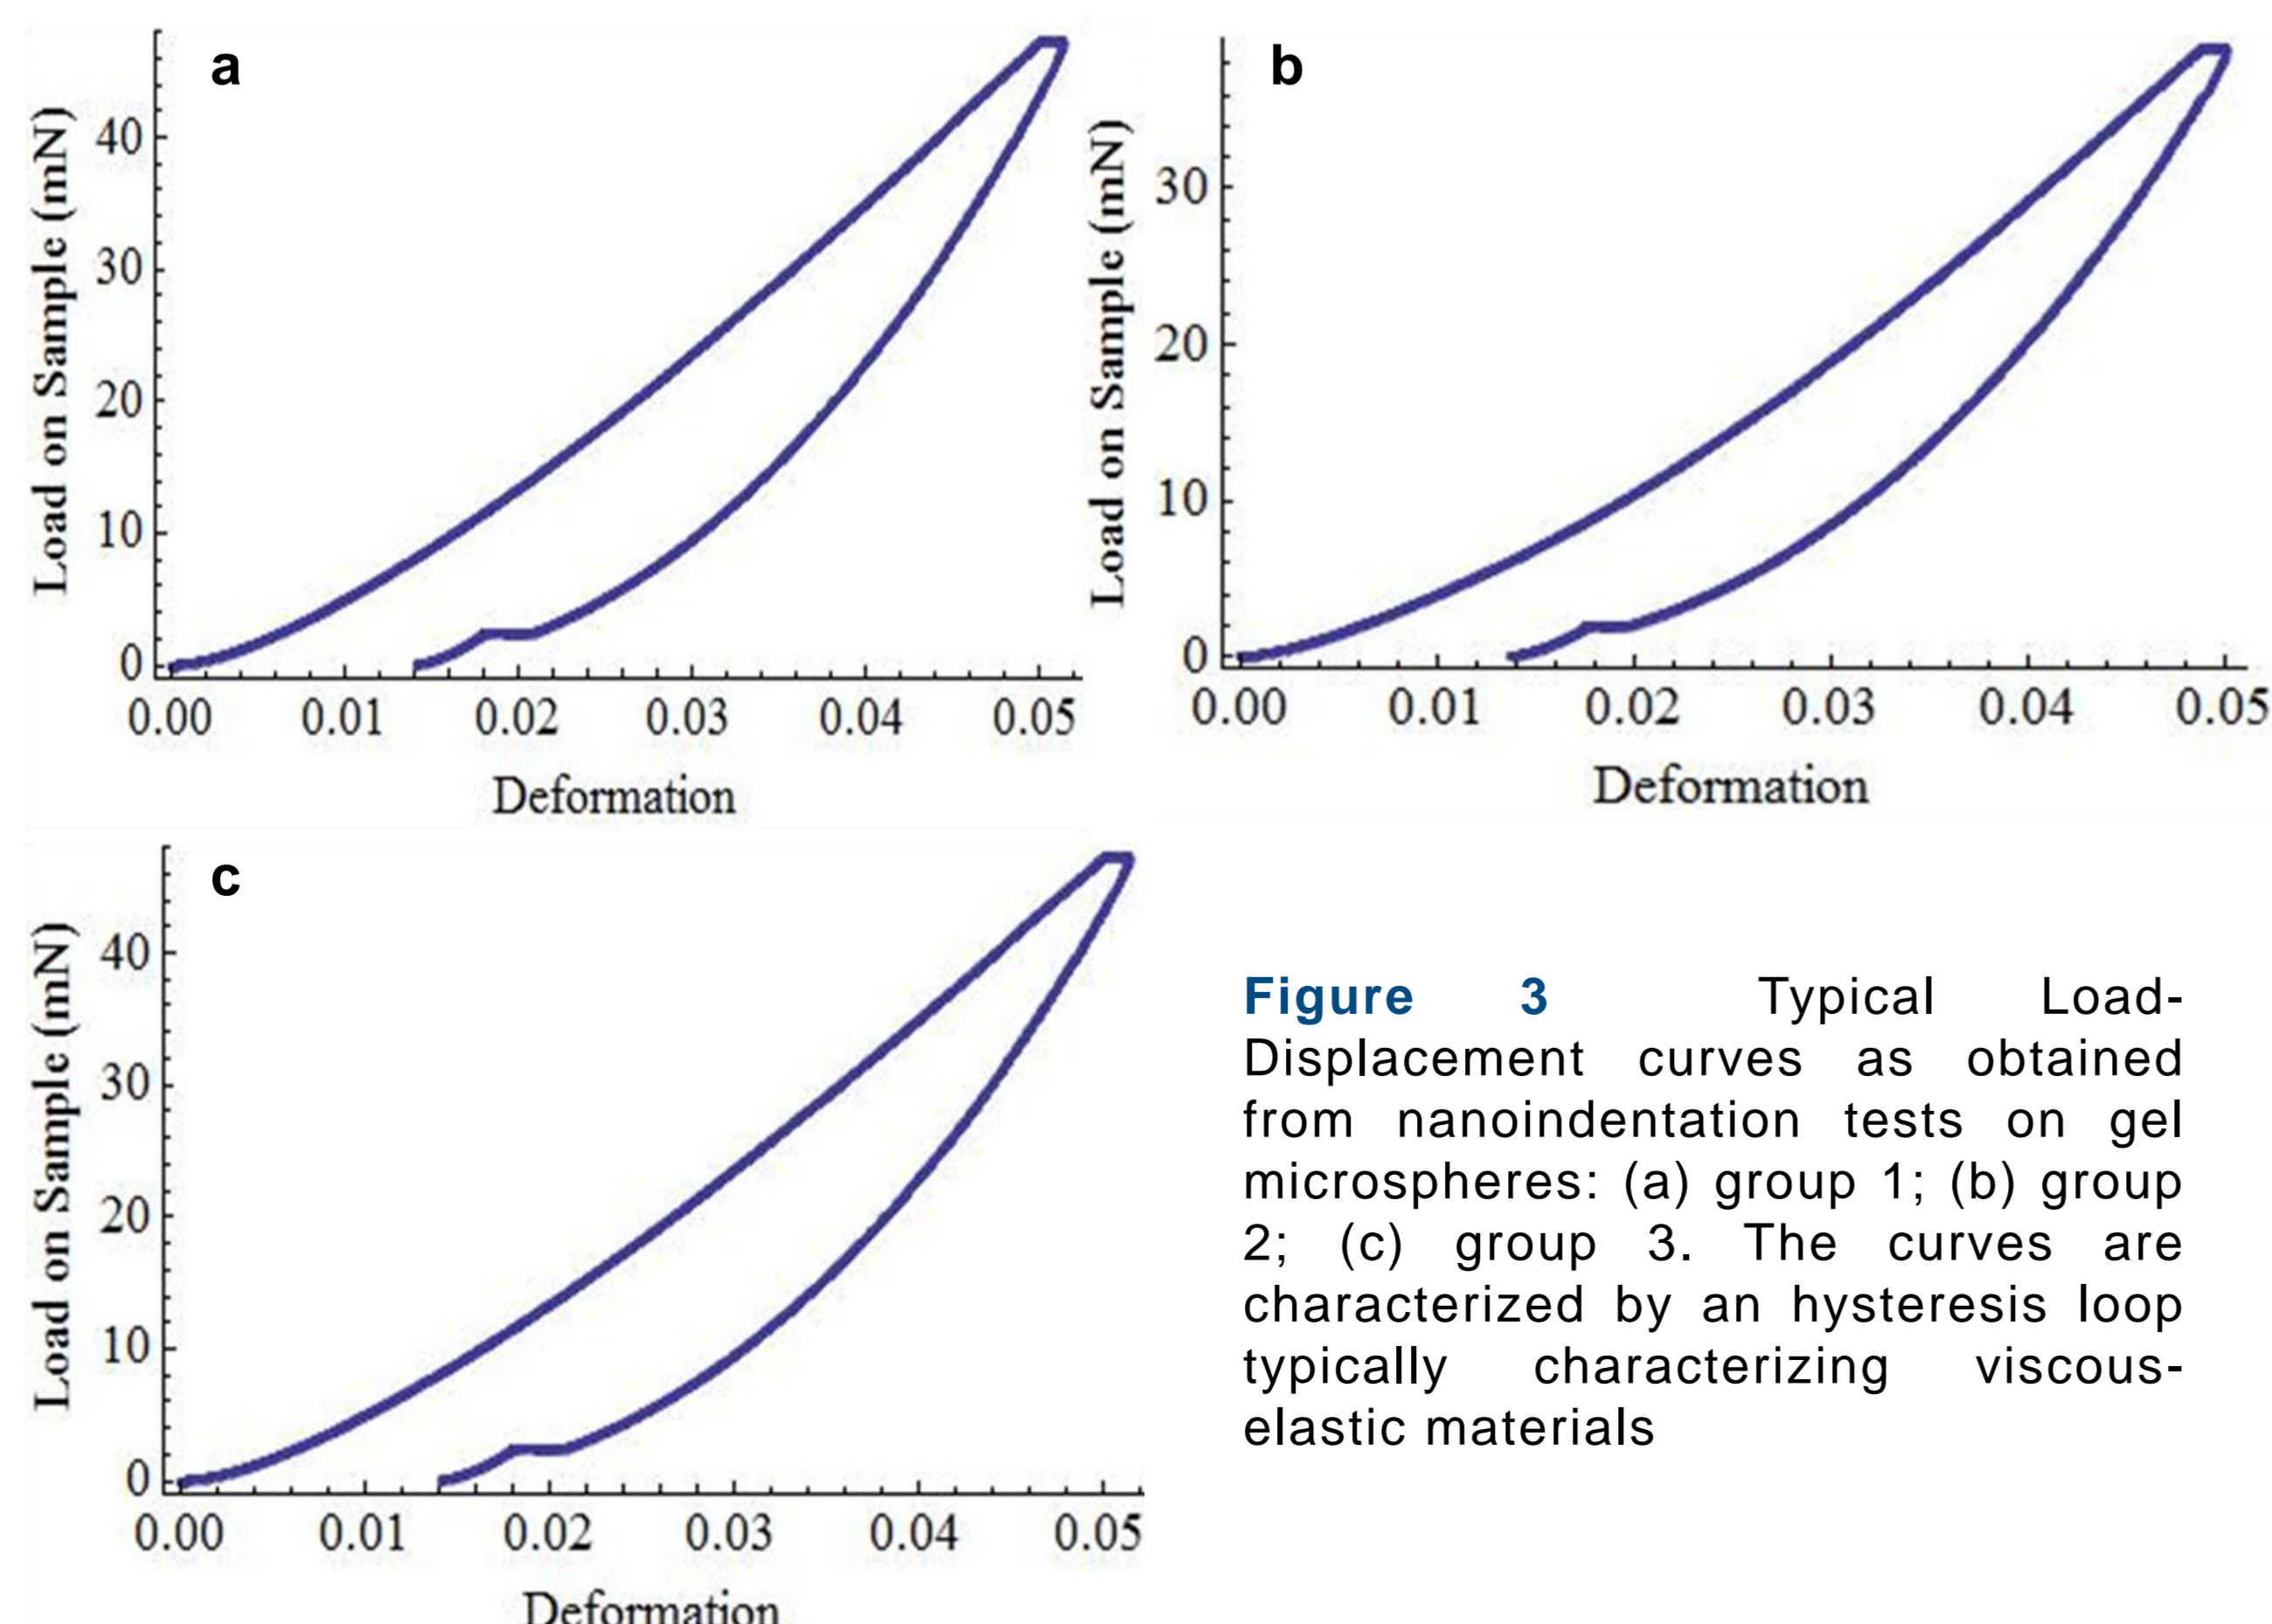 a
Load on Sample (mN)
40
30
20
10
0
0.00 0.01 0.02 0.03 0.04 0.05
Deformation
b
Load on Sample (mN)
30
20
10
0
0.00 0.01 0.02 0.03 0.04 0.05
Deformation
c
Load on Sample (mN)
40
30
20
10
0
0.00 0.01 0.02 0.03 0.04 0.05
Deformation
Figure 3 Typical Load-
Displacement curves as obtained
from nanoindentation tests on gel
microspheres: (a) group 1; (b) group
2; (c) group 3. The curves are
characterized by an hysteresis loop
typically characterizing viscous-
elastic materials